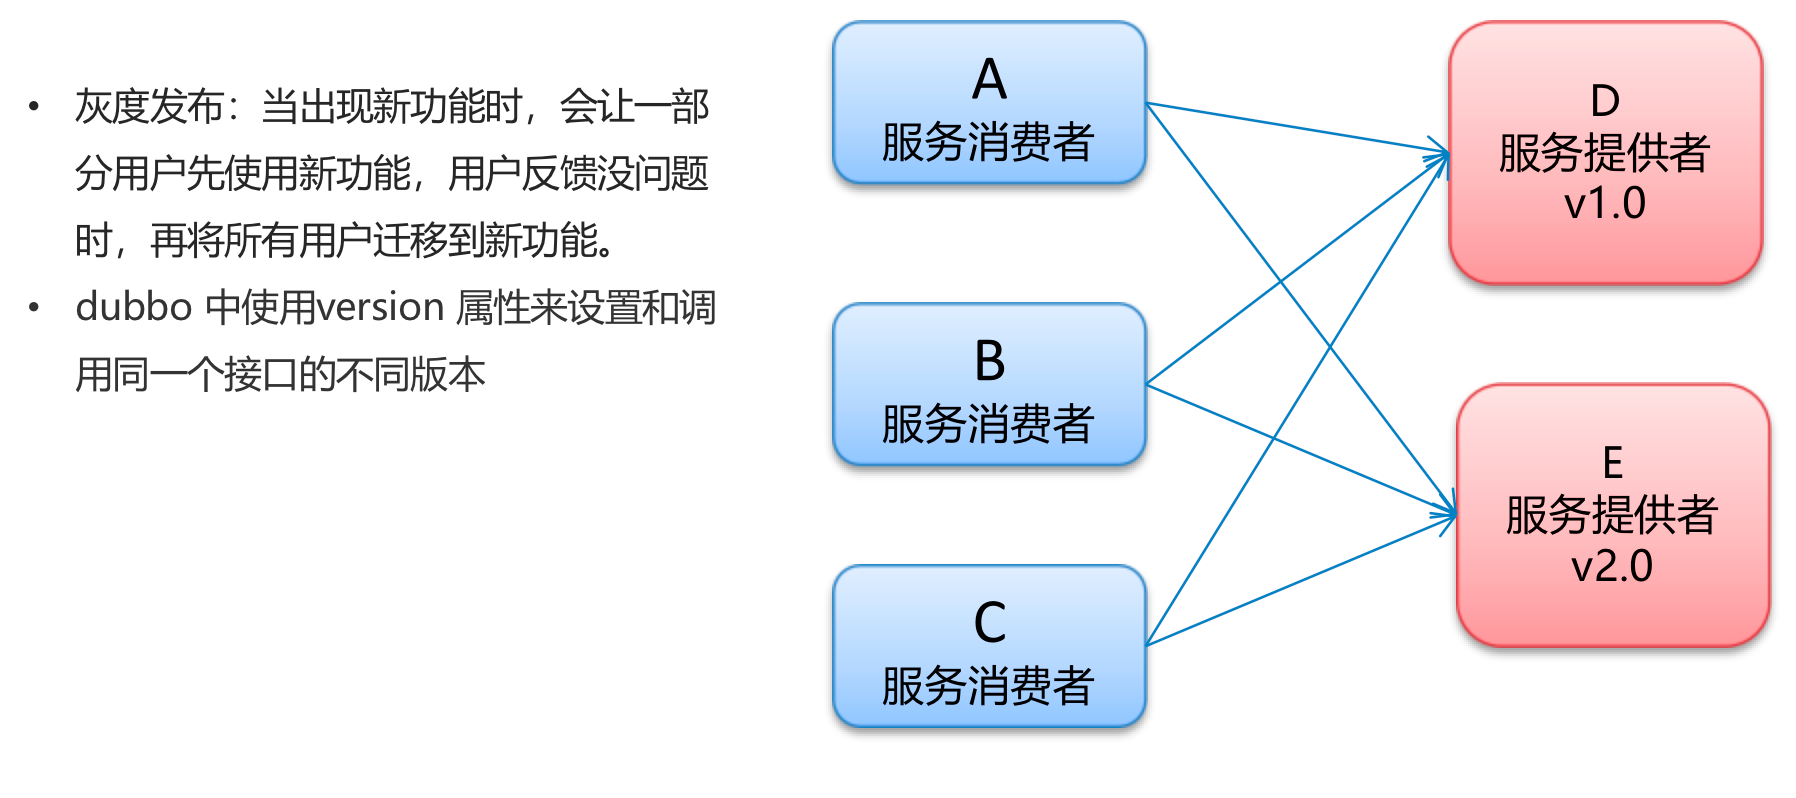 • 灰度发布：当出现新功能时，会让一部
分用户先使用新功能，用户反馈没问题
时，再将所有用户迁移到新功能。
• dubbo 中使用version 属性来设置和调
用同一个接口的不同版本
A
服务消费者
B
服务消费者
C
服务消费者
D
服务提供者
v1.0
E
服务提供者
v2.0